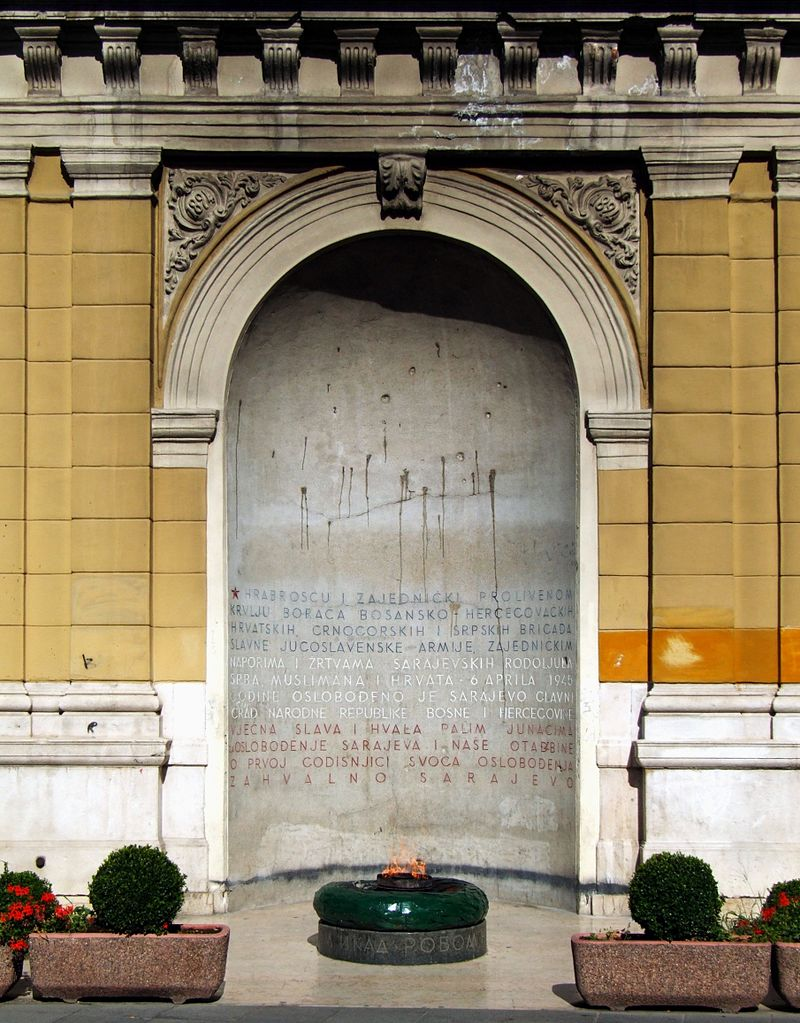 HRABROSCU I ZAJEDNIČKI PROLIVENOM
KRVLJU BORACA BOSANSKO-HERCEGOVAČKIH
HRVATSKIH, CRNOGORSKIH I SRPSKIH BRIGADA
SLAVNE JUGOSLAVENSKE ARMIJE, ZAJEDNIČKIM
NAPORIMA I ŽRTVAMA SARAJEVSKIH RODOLJUBA
SRBA MUSLIMANA I HRVATA · 6 APRILA 1945
GODINE OSLOBOĐENO JE SARAJEVO GLAVNI
GRAD NARODNE REPUBLIKE BOSNE I HERCEGOVINE
VJEČNA SLAVA I HVALA PALIM JUNACIMA
OSLOBOĐENJE SARAJEVA I NAŠE OTADŽBINE
O PRVOJ GODIŠNJICI SVOGA OSLOBOĐENJA
ZAHVALNO SARAJEVO
РОБОМ